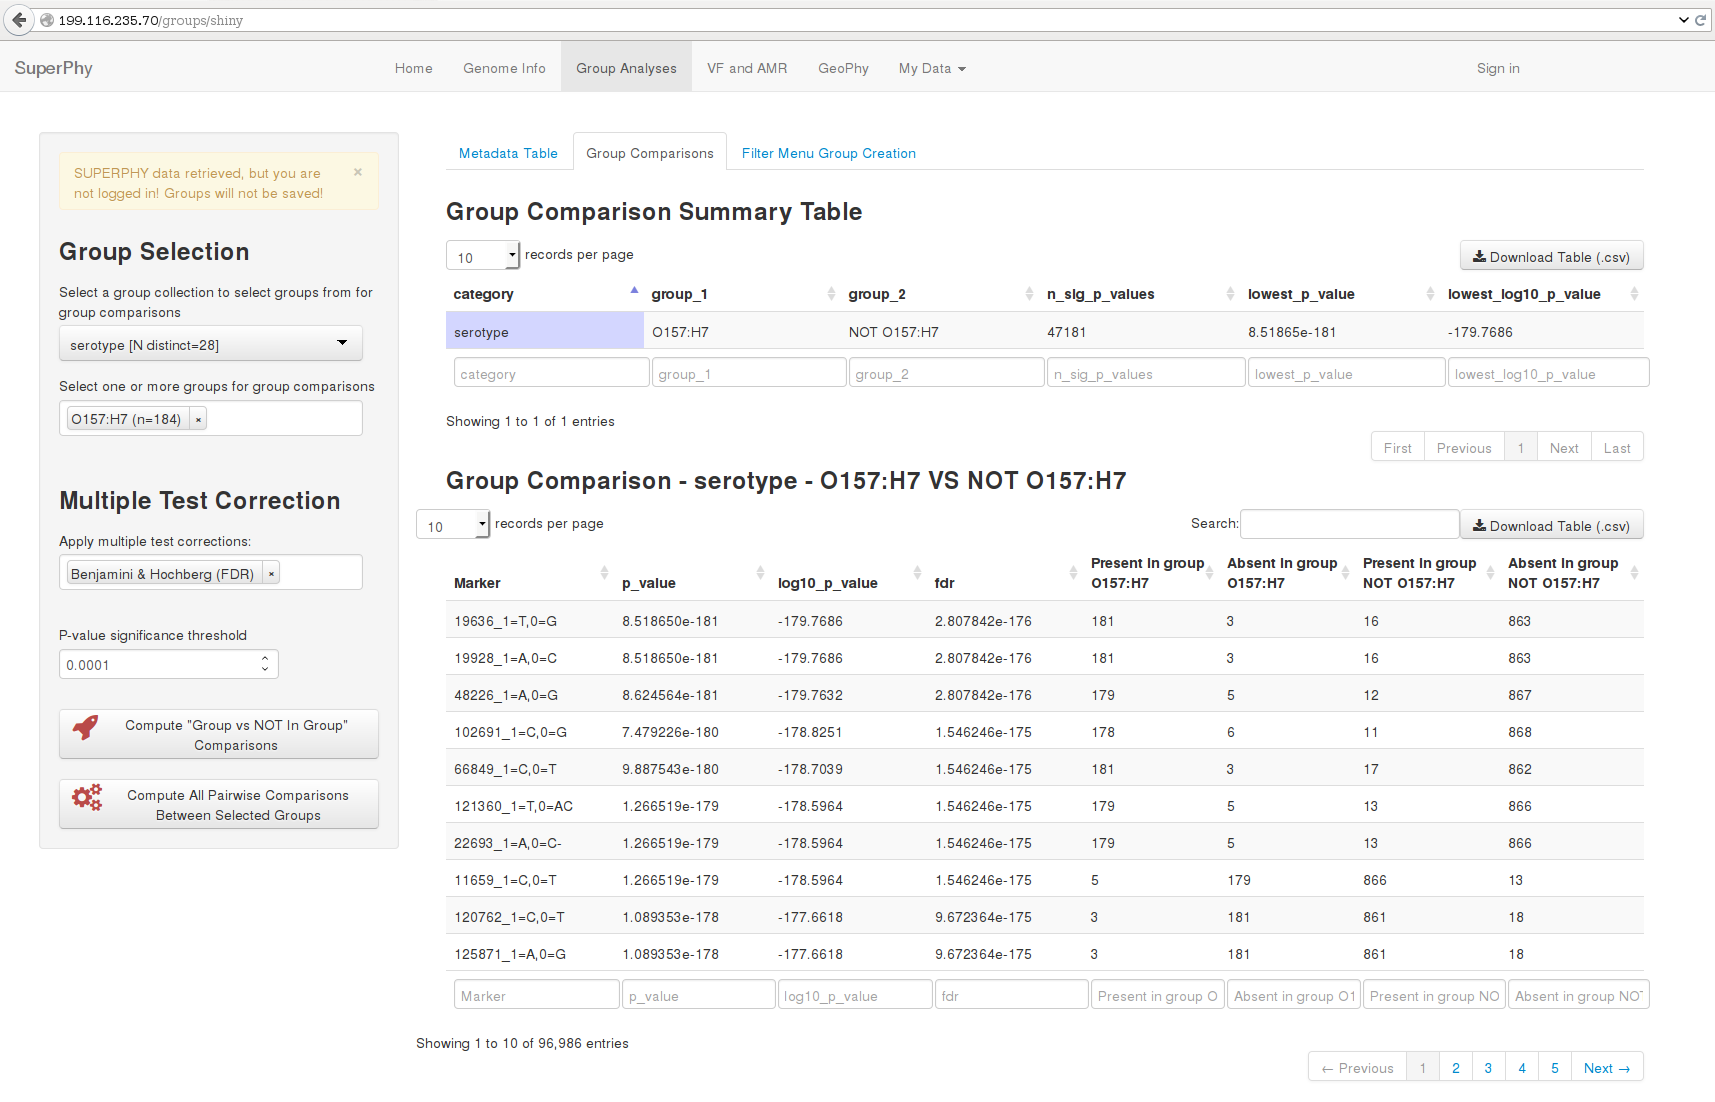 199.116.235.70/groups/shiny
SuperPhy Home Genome Info Group Analyses VF and AMR GeoPhy My Data Sign in
SUPERPHY data retrieved, but you are not logged in! Groups will not be saved! ×
Group Selection
Select a group collection to select groups from for
group comparisons
serotype [N distinct=28]
Select one or more groups for group comparisons
O157:H7 (n=184) ×
Multiple Test Correction
Apply multiple test corrections:
Benjamini & Hochberg (FDR) ×
P-value significance threshold
0.0001
Compute "Group vs NOT In Group"
Comparisons
Compute All Pairwise Comparisons
Between Selected Groups
Metadata Table Group Comparisons Filter Menu Group Creation
Group Comparison Summary Table
10 records per page Download Table (.csv)
category group_1 group_2 n_sig_p_values lowest_p_value lowest_log10_p_value
serotype O157:H7 NOT O157:H7 47181 8.51865e-181 -179.7686
category group_1 group_2 n_sig_p_values lowest_p_value lowest_log10_p_value
Showing 1 to 1 of 1 entries
First Previous 1 Next Last
Group Comparison - serotype - O157:H7 VS NOT O157:H7
10 records per page Search: Download Table (.csv)
Marker p_value log10_p_value fdr Present in group O157:H7 Absent in group O157:H7 Present in group NOT O157:H7 Absent in group NOT O157:H7
19636_1=T,0=G 8.518650e-181 -179.7686 2.807842e-176 181 3 16 863
19928_1=A,0=C 8.518650e-181 -179.7686 2.807842e-176 181 3 16 863
48226_1=A,0=G 8.624564e-181 -179.7632 2.807842e-176 179 5 12 867
102691_1=C,0=G 7.479226e-180 -178.8251 1.546246e-175 178 6 11 868
66849_1=C,0=T 9.887543e-180 -178.7039 1.546246e-175 181 3 17 862
121360_1=T,0=AC 1.266519e-179 -178.5964 1.546246e-175 179 5 13 866
22693_1=A,0=C- 1.266519e-179 -178.5964 1.546246e-175 179 5 13 866
11659_1=C,0=T 1.266519e-179 -178.5964 1.546246e-175 5 179 866 13
120762_1=C,0=T 1.089353e-178 -177.6618 9.672364e-175 3 181 861 18
125871_1=A,0=G 1.089353e-178 -177.6618 9.672364e-175 3 181 861 18
Marker p_value log10_p_value fdr Present in group O Absent in group O1 Present in group NO Absent in group NOT
Showing 1 to 10 of 96,986 entries
← Previous 1 2 3 4 5 Next →